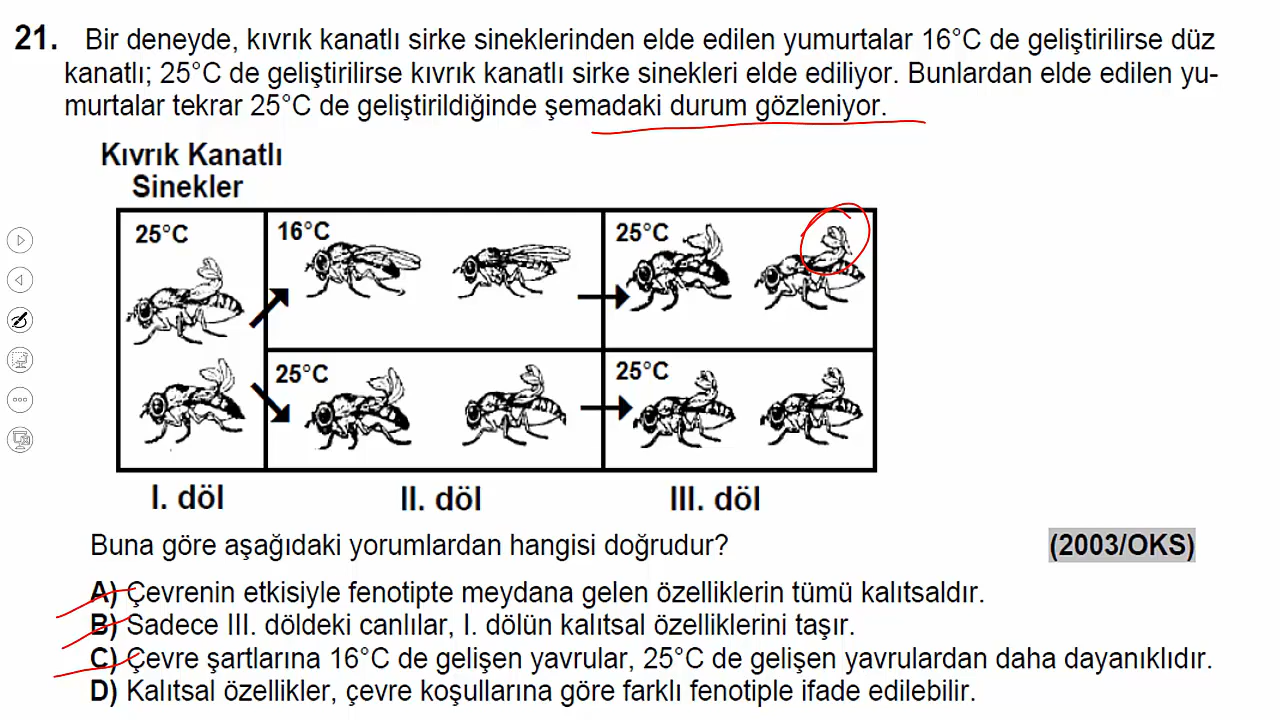 21. Bir deneyde, kıvrık kanatlı sirke sineklerinden elde edilen yumurtalar 16°C de geliştirilirse düz
kanatlı; 25°C de geliştirilirse kıvrık kanatlı sirke sinekleri elde ediliyor. Bunlardan elde edilen yu-
murtalar tekrar 25°C de geliştirildiğinde şemadaki durum gözleniyor.
Kıvrık Kanatlı
Sinekler
25°C
16°C
25°C
25°C
25°C
I. döl
II. döl
III. döl
Buna göre aşağıdaki yorumlardan hangisi doğrudur?
(2003/OKS)
A) Çevrenin etkisiyle fenotipte meydana gelen özelliklerin tümü kalıtsaldır.
B) Sadece III. döldeki canlılar, I. dölün kalıtsal özelliklerini taşır.
C) Çevre şartlarına 16°C de gelişen yavrular, 25°C de gelişen yavrulardan daha dayanıklıdır.
D) Kalıtsal özellikler, çevre koşullarına göre farklı fenotiple ifade edilebilir.